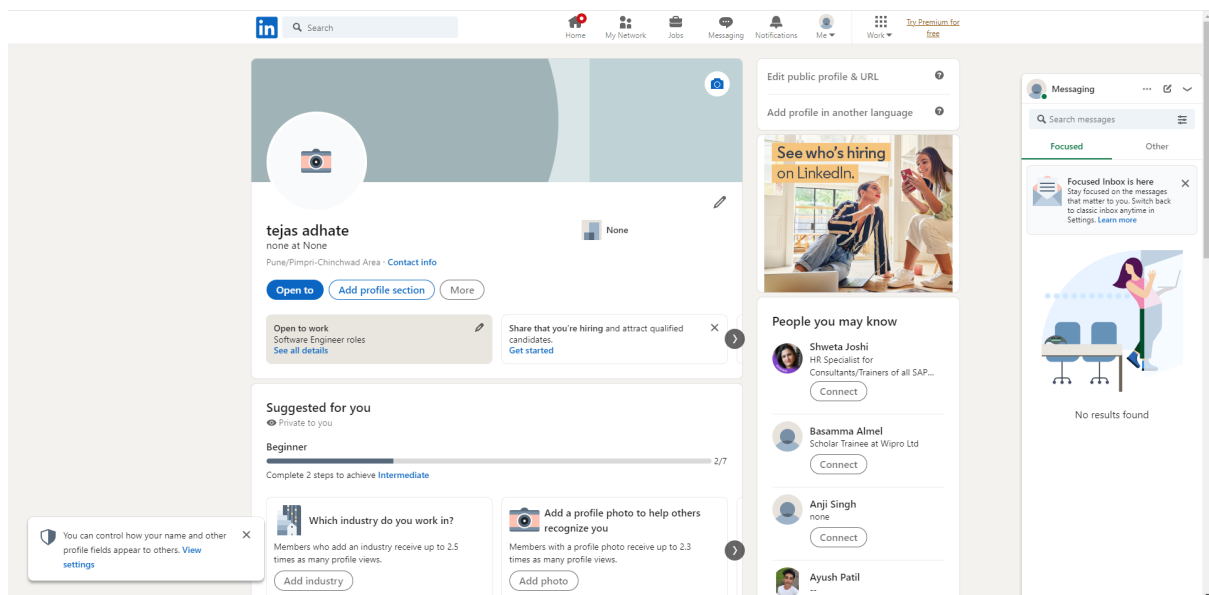 in
Search
Home
My Network
Jobs
Messaging
Notifications
Me
Work
Try Premium for
free
tejas adhate
none at None
Pune/Pimpri-Chinchwad Area · Contact info
None
Open to
Add profile section
More
Open to work
Software Engineer roles
See all details
Share that you're hiring and attract qualified
candidates.
Get started
Suggested for you
Private to you
Beginner
2/7
Complete 2 steps to achieve Intermediate
Which industry do you work in?
Members who add an industry receive up to 2.5
times as many profile views.
Add industry
Add a profile photo to help others
recognize you
Members with a profile photo receive up to 2.3
times as many profile views.
Add photo
You can control how your name and other
profile fields appear to others. View
settings
Edit public profile & URL
Add profile in another language
See who's hiring
on LinkedIn.
People you may know
Shweta Joshi
HR Specialist for
Consultants/Trainers of all SAP...
Connect
Basamma Almel
Scholar Trainee at Wipro Ltd
Connect
Anji Singh
none
Connect
Ayush Patil
--
Messaging
Search messages
Focused
Other
Focused Inbox is here
Stay focused on the messages
that matter to you. Switch back
to classic inbox anytime in
Settings. Learn more
No results found